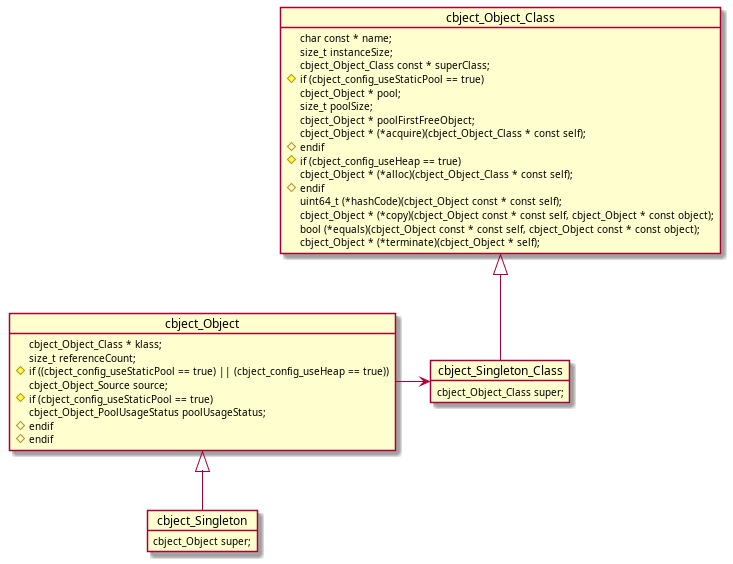 cbject_Object_Class
char const * name;
size_t instanceSize;
cbject_Object_Class const * superClass;
if (cbject_config_useStaticPool == true)
cbject_Object * pool;
size_t poolSize;
cbject_Object * poolFirstFreeObject;
cbject_Object * (*acquire)(cbject_Object_Class * const self);
endif
if (cbject_config_useHeap == true)
cbject_Object * (*alloc)(cbject_Object_Class * const self);
endif
uint64_t (*hashCode)(cbject_Object const * const self);
cbject_Object * (*copy)(cbject_Object const * const self, cbject_Object * const object);
bool (*equals)(cbject_Object const * const self, cbject_Object const * const object);
cbject_Object * (*terminate)(cbject_Object * self);
cbject_Object
cbject_Object_Class * klass;
size_t referenceCount;
if ((cbject_config_useStaticPool == true) || (cbject_config_useHeap == true))
cbject_Object_Source source;
if (cbject_config_useStaticPool == true)
cbject_Object_PoolUsageStatus poolUsageStatus;
endif
endif
cbject_Singleton_Class
cbject_Object_Class super;
cbject_Singleton
cbject_Object super;